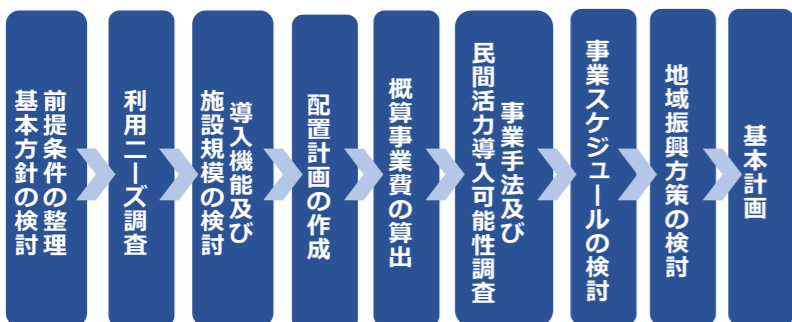 前提条件の整理
基本方針の検討
利用ニーズ調査
導入機能及び
施設規模の検討
配置計画の作成
概算事業費の算出
事業手法及び
民間活力導入可能性調査
事業スケジュールの検討
地域振興方策の検討
基本計画